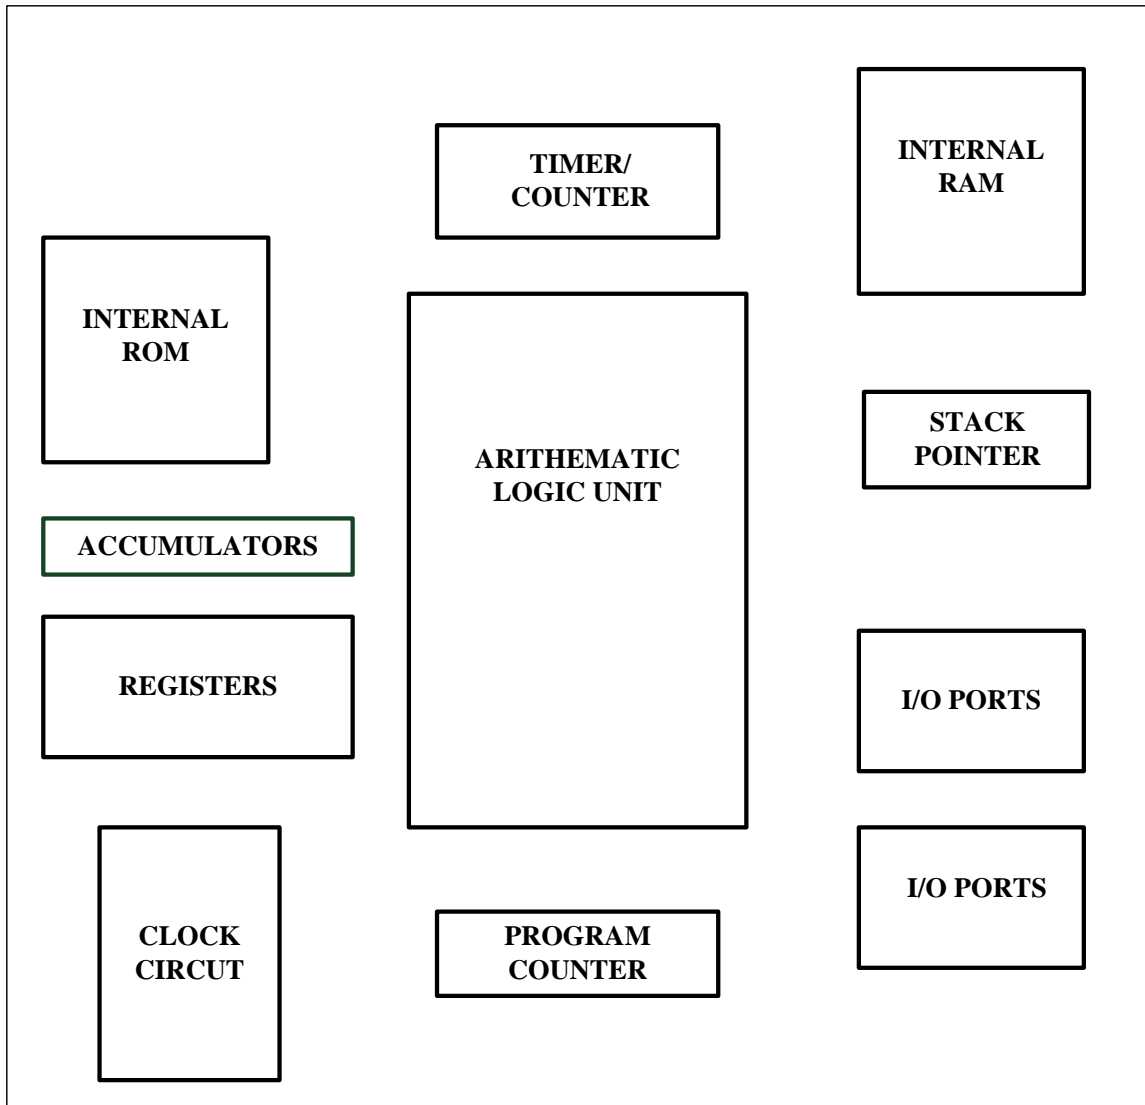 TIMER/
COUNTER
INTERNAL
RAM
INTERNAL
ROM
ARITHEMATIC
LOGIC UNIT
STACK
POINTER
ACCUMULATORS
REGISTERS
I/O PORTS
I/O PORTS
CLOCK
CIRCUT
PROGRAM
COUNTER